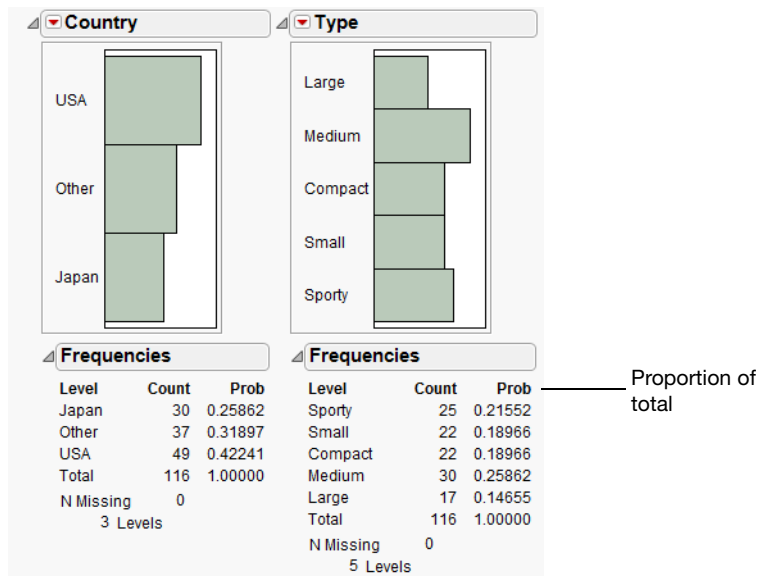 Country
USA
Other
Japan
Frequencies
Level Count Prob
Japan 30 0.25862
Other 37 0.31897
USA 49 0.42241
Total 116 1.00000
N Missing 0
3 Levels
Type
Large
Medium
Compact
Small
Sporty
Frequencies
Level Count Prob
Sporty 25 0.21552
Small 22 0.18966
Compact 22 0.18966
Medium 30 0.25862
Large 17 0.14655
Total 116 1.00000
N Missing 0
5 Levels
Proportion of
total